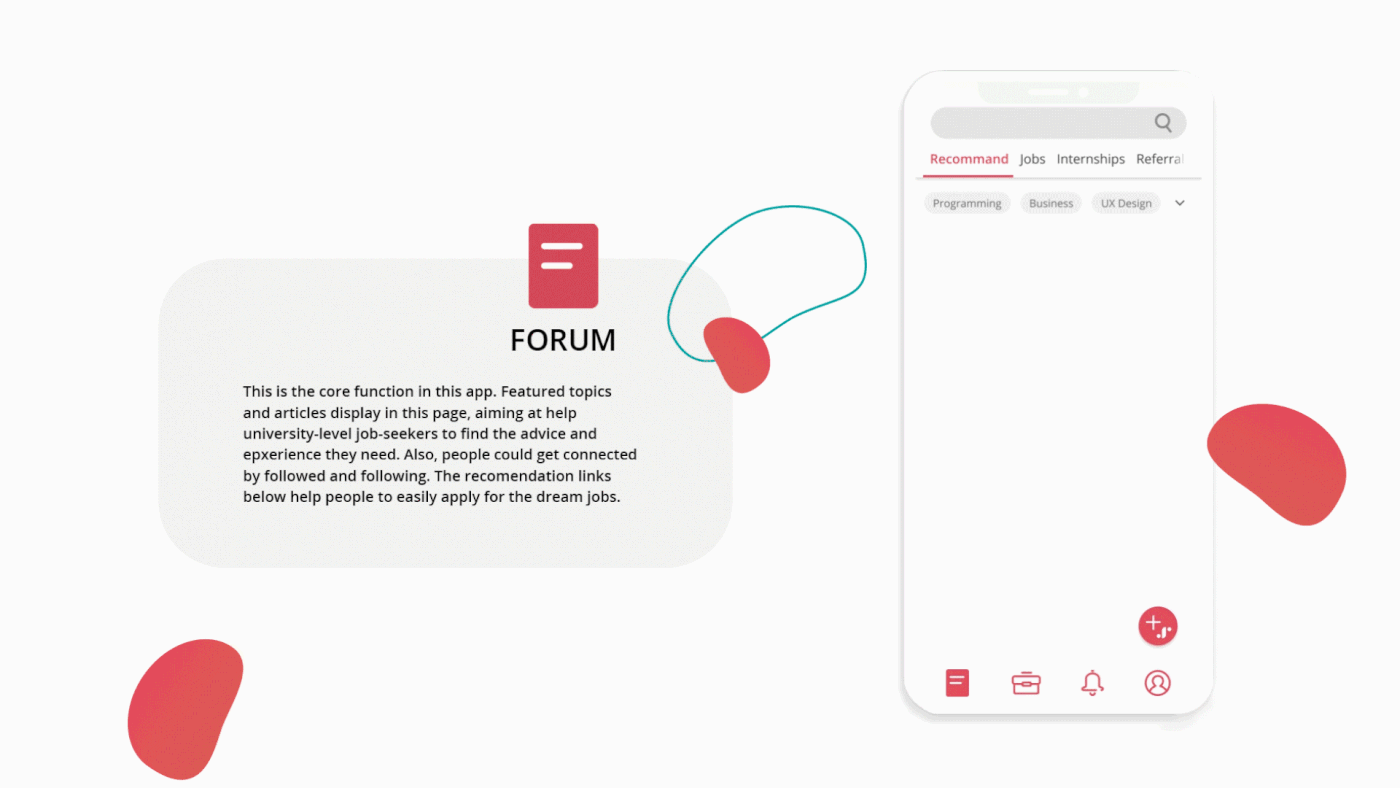 FORUM
This is the core function in this app. Featured topics
and articles display in this page, aiming at help
university-level job-seekers to find the advice and
epxerience they need. Also, people could get connected
by followed and following. The recomendation links
below help people to easily apply for the dream jobs.
Recommand Jobs Internships Referra
Programming Business UX Design